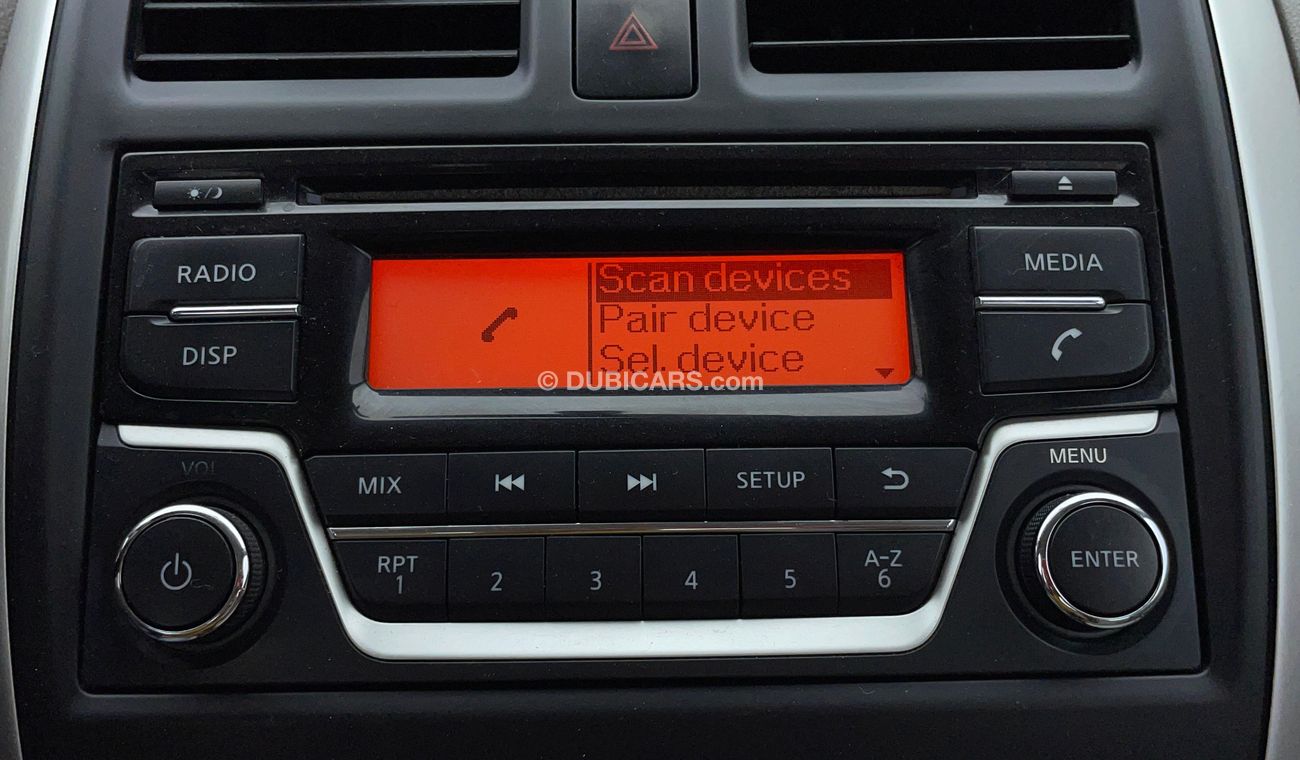 RADIO
DISP
Scan devices
Pair device
Sel. device
© DUBICARS.com
MEDIA
VOL
MENU
MIX
SETUP
RPT
1
2
3
4
5
A-Z
6
ENTER